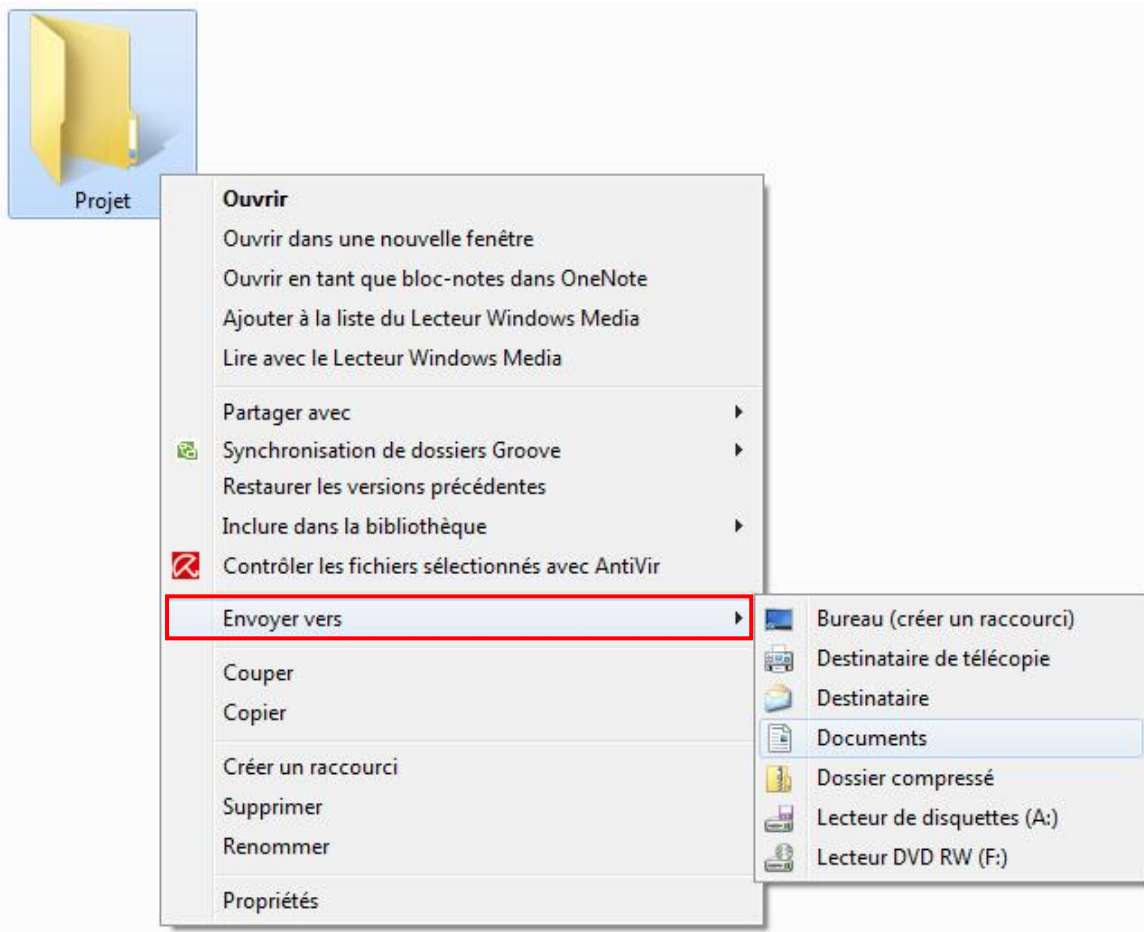 Projet
Ouvrir
Ouvrir dans une nouvelle fenêtre
Ouvrir en tant que bloc-notes dans OneNote
Ajouter à la liste du Lecteur Windows Media
Lire avec le Lecteur Windows Media
Partager avec
Synchronisation de dossiers Groove
Restaurer les versions précédentes
Inclure dans la bibliothèque
Contrôler les fichiers sélectionnés avec AntiVir
Envoyer vers
Couper
Copier
Créer un raccourci
Supprimer
Renommer
Propriétés
Bureau (créer un raccourci)
Destinataire de télécopie
Destinataire
Documents
Dossier compressé
Lecteur de disquettes (A:)
Lecteur DVD RW (F:)